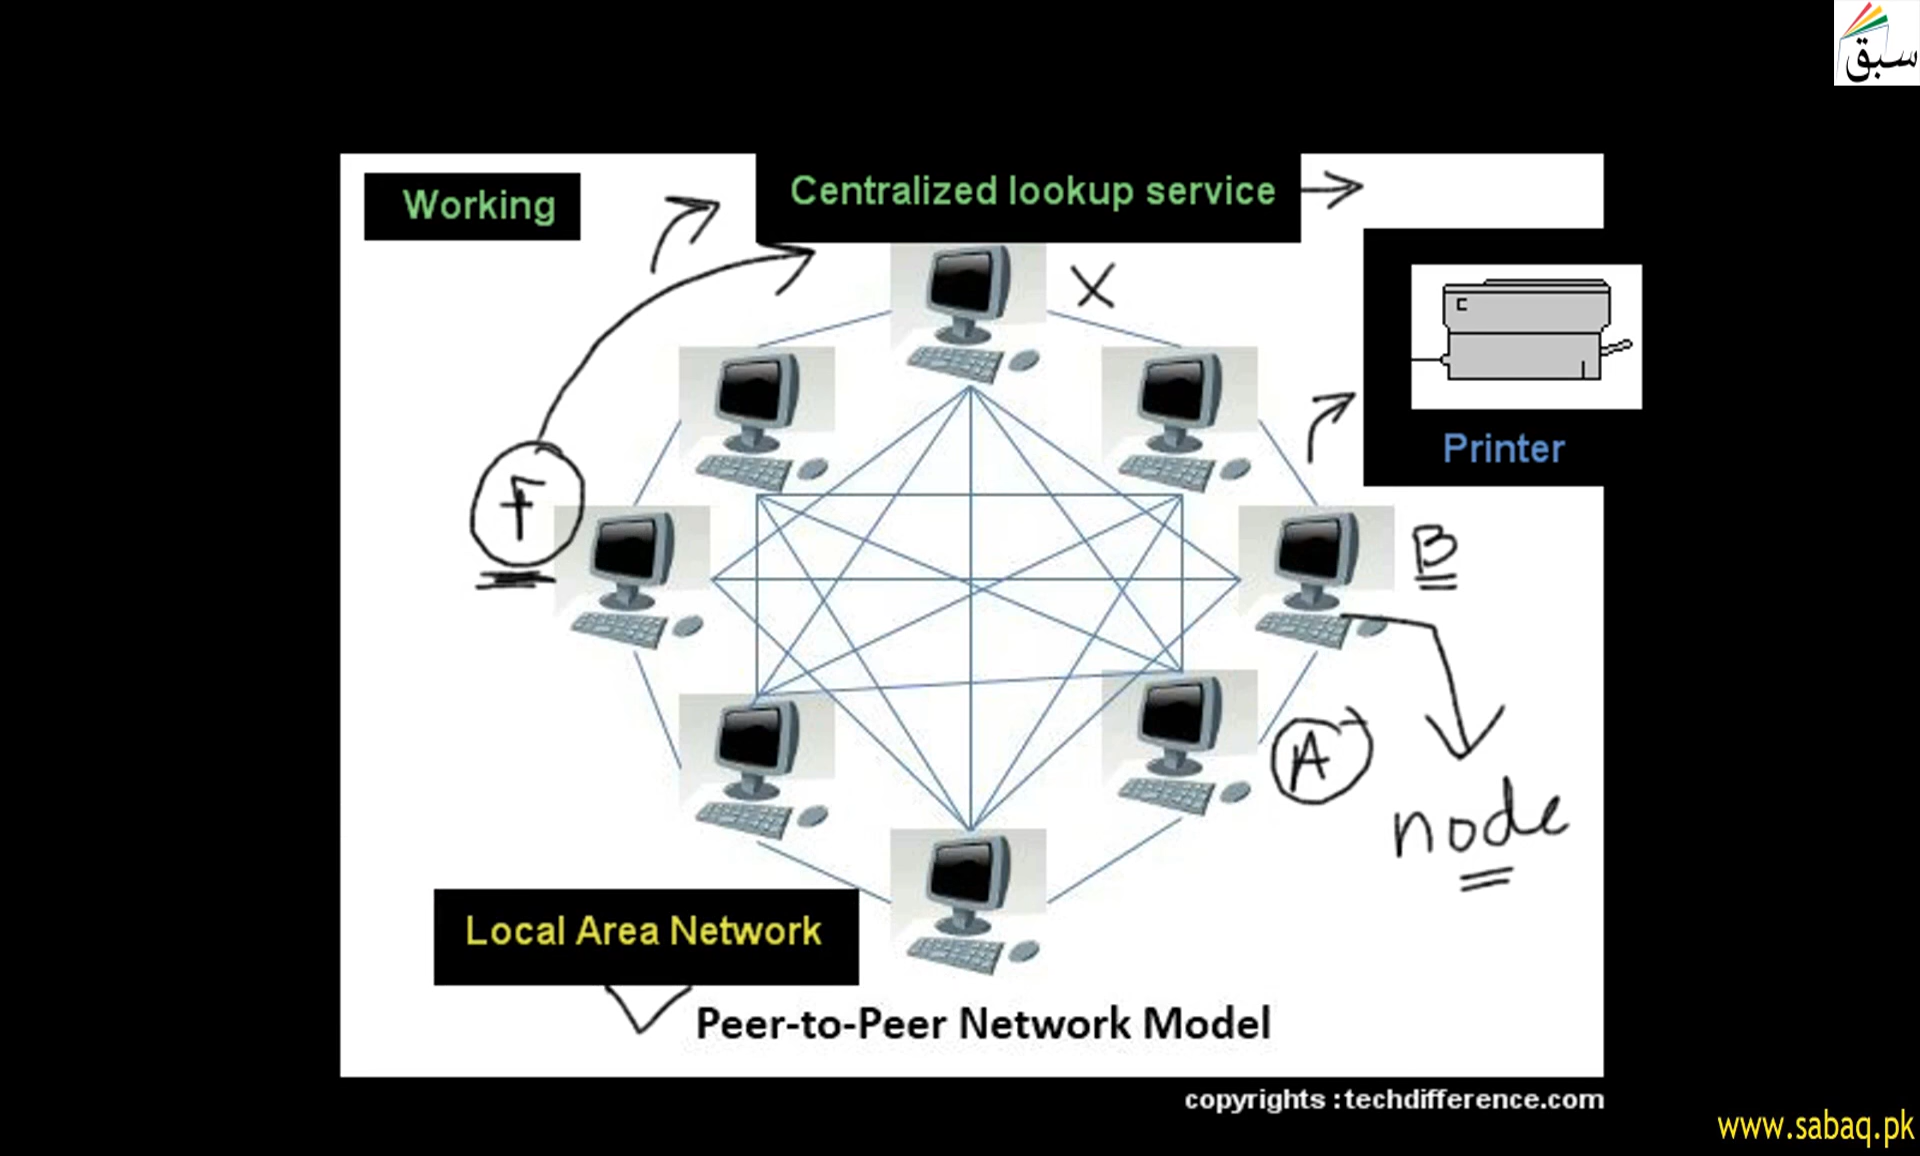 سبق
Working
Centralized lookup service
X
C
Printer
F
B
A
node
Local Area Network
Peer-to-Peer Network Model
copyrights : techdifference.com
www.sabaq.pk